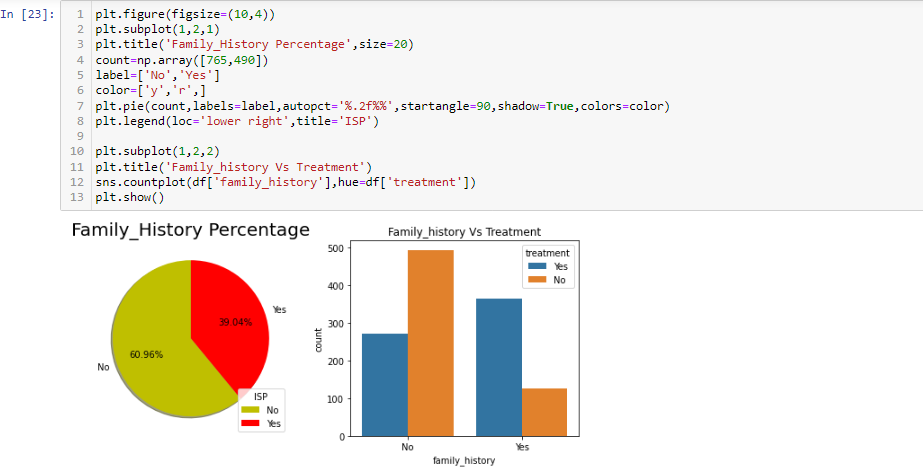 In [23]:
1 plt.figure(figsize=(10,4))
2 plt.subplot(1,2,1)
3 plt.title('Family_History Percentage',size=20)
4 count=np.array([765,490])
5 label=['No','Yes']
6 color=['y','r',]
7 plt.pie(count,labels=label,autopct='%.2f%%',startangle=90,shadow=True,colors=color)
8 plt.legend(loc='lower right',title='ISP')
9
10 plt.subplot(1,2,2)
11 plt.title('Family_history Vs Treatment')
12 sns.countplot(df['family_history'],hue=df['treatment'])
13 plt.show()
Family_History Percentage
Yes
39.04%
60.96%
No
ISP
No
Yes
Family_history Vs Treatment
treatment
Yes
No
500
400
300
200
100
0
count
No
Yes
family_history